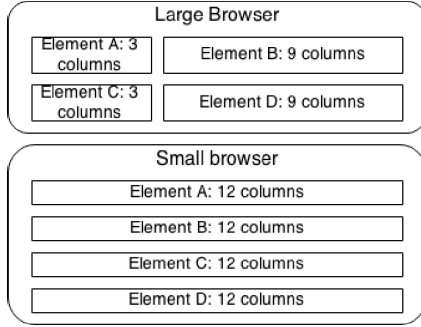 Large Browser
Element A: 3
columns
Element B: 9 columns
Element C: 3
columns
Element D: 9 columns
Small browser
Element A: 12 columns
Element B: 12 columns
Element C: 12 columns
Element D: 12 columns